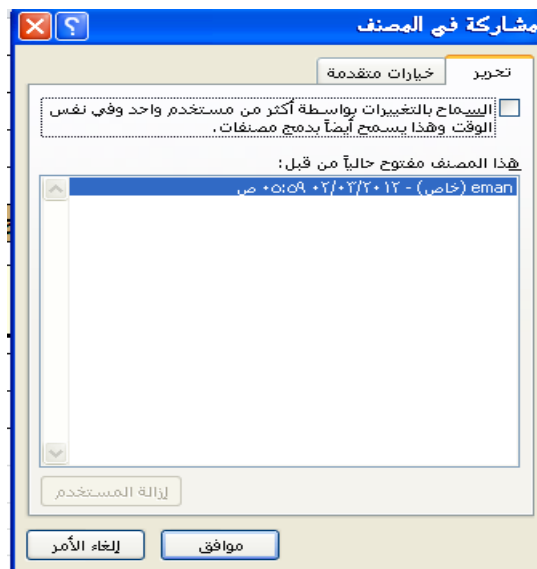 مشاركة في المصنف
تحرير
خيارات متقدمة
السماح بالتغييرات بواسطة أكثر من مستخدم واحد وفي نفس
الوقت وهذا يسمح أيضاً بدمج مصنفات.
هذا المصنف مفتوح حالياً من قبل:
eman (خاص) - ٠٢/٠٢/٢٠١٢ ٠٥:٥٩ ص
إزالة المستخدم
موافق
إلغاء الأمر